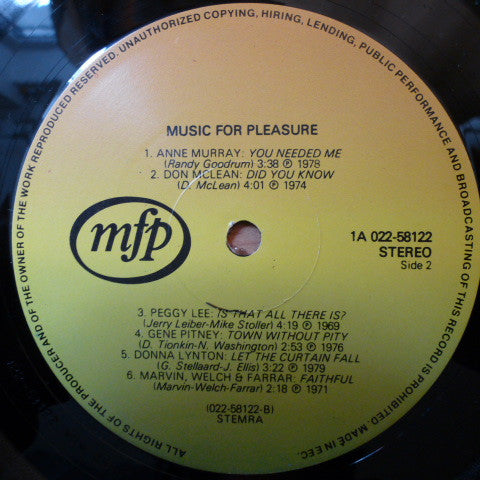 ALL RIGHTS OF THE PRODUCER AND OF THE OWNER OF THE WORK REPRODUCED RESERVED. UNAUTHORIZED COPYING, HIRING, LENDING, PUBLIC PERFORMANCE AND BROADCASTING OF THIS RECORD IS PROHIBITED. MADE IN EEC.
MUSIC FOR PLEASURE
1. ANNE MURRAY: YOU NEEDED ME
(Randy Goodrum) 3:38 ℗ 1978
2. DON MCLEAN: DID YOU KNOW
(D. McLean) 4:01 ℗ 1974
mfp
1A 022-58122
STEREO
Side 2
3. PEGGY LEE: IS THAT ALL THERE IS?
(Jerry Leiber-Mike Stoller) 4:19 ℗ 1969
4. GENE PITNEY: TOWN WITHOUT PITY
(D. Tionkin-N. Washington) 2:53 ℗ 1976
5. DONNA LYNTON: LET THE CURTAIN FALL
(G. Stellaard-J. Ellis) 3:22 ℗ 1979
6. MARVIN, WELCH & FARRAR: FAITHFUL
(Marvin-Welch-Farrar) 2:18 ℗ 1971
(022-58122-B)
STEMRA